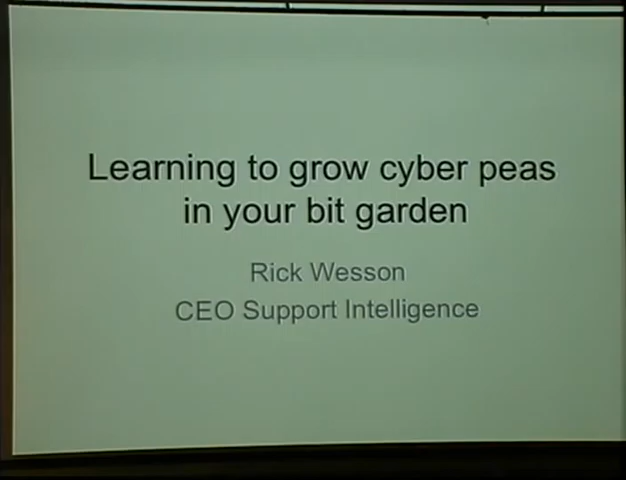 Learning to grow cyber peas
in your bit garden
Rick Wesson
CEO Support Intelligence